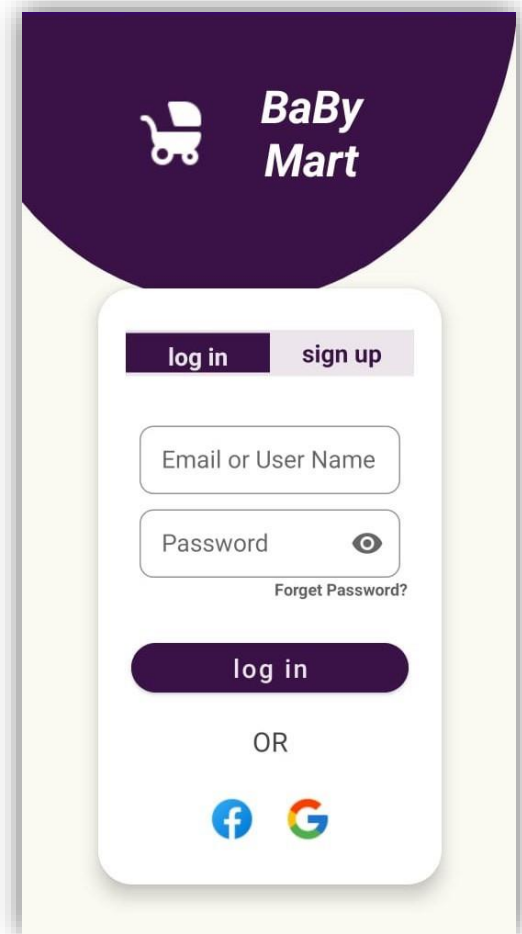 BaBy
Mart
log in sign up
Email or User Name
Password
Forget Password?
log in
OR